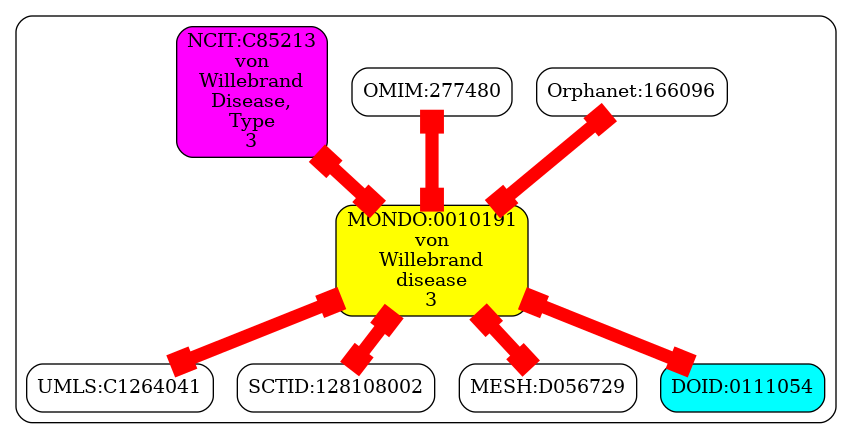 NCIT:C85213
von
Willebrand
Disease,
Type
3
OMIM:277480
Orphanet:166096
MONDO:0010191
von
Willebrand
disease
3
UMLS:C1264041
SCTID:128108002
MESH:D056729
DOID:0111054